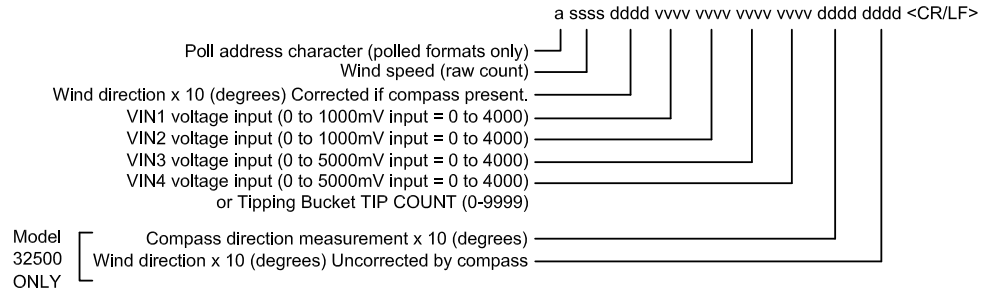 a ssss dddd vvvv vvvv vvvv vvvv dddd dddd <CR/LF>
Poll address character (polled formats only)
Wind speed (raw count)
Wind direction x 10 (degrees) Corrected if compass present.
VIN1 voltage input (0 to 1000mV input = 0 to 4000)
VIN2 voltage input (0 to 1000mV input = 0 to 4000)
VIN3 voltage input (0 to 5000mV input = 0 to 4000)
VIN4 voltage input (0 to 5000mV input = 0 to 4000)
or Tipping Bucket TIP COUNT (0-9999)
Model
32500
ONLY
Compass direction measurement x 10 (degrees)
Wind direction x 10 (degrees) Uncorrected by compass